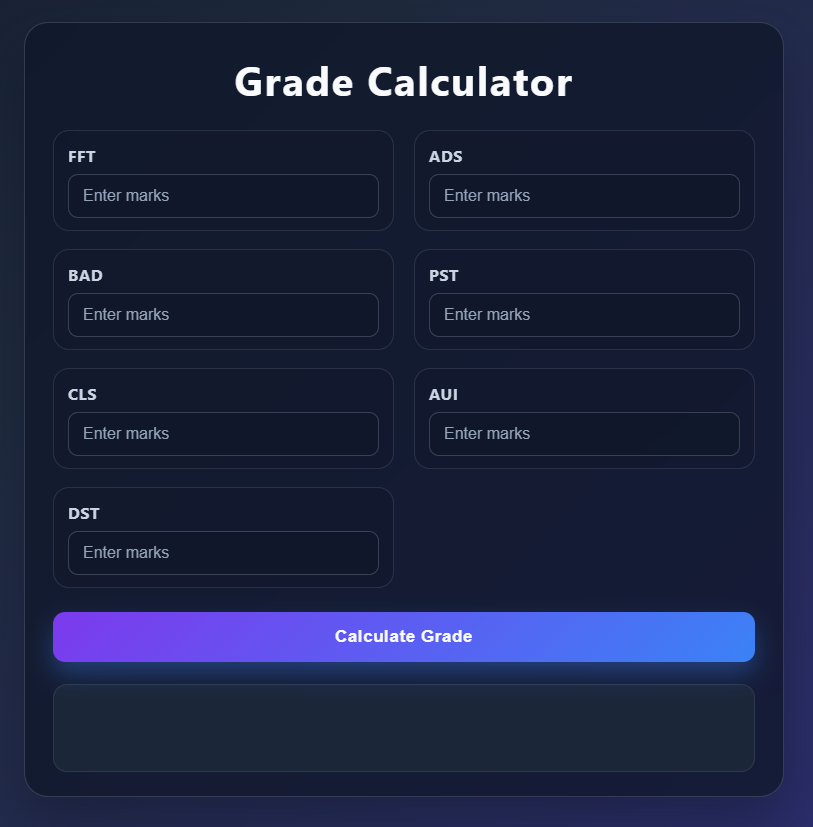 Grade Calculator
FFT
Enter marks
ADS
Enter marks
BAD
Enter marks
PST
Enter marks
CLS
Enter marks
AUI
Enter marks
DST
Enter marks
Calculate Grade